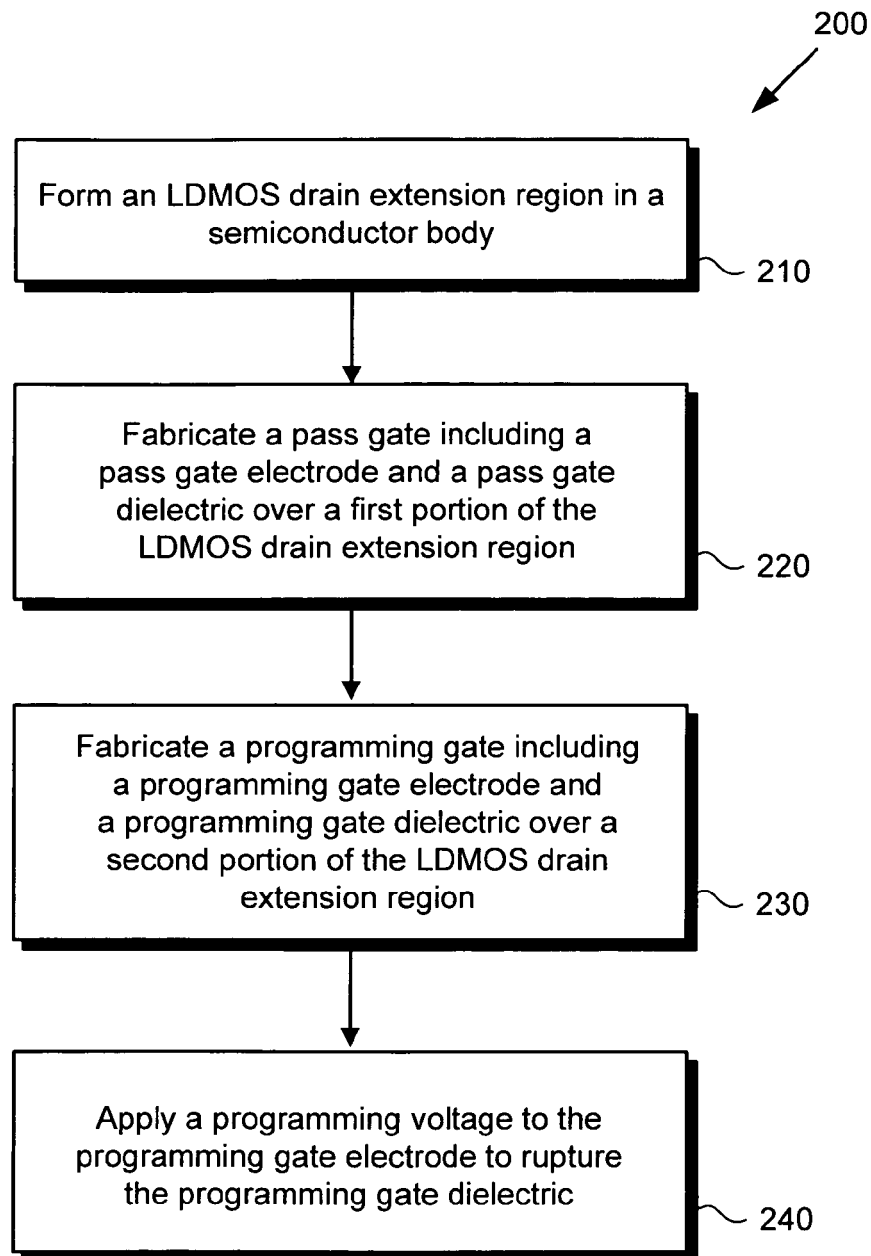 200
Form an LDMOS drain extension region in a
semiconductor body
210
Fabricate a pass gate including a
pass gate electrode and a pass gate
dielectric over a first portion of the
LDMOS drain extension region
220
Fabricate a programming gate including
a programming gate electrode and
a programming gate dielectric over a
second portion of the LDMOS drain
extension region
230
Apply a programming voltage to the
programming gate electrode to rupture
the programming gate dielectric
240